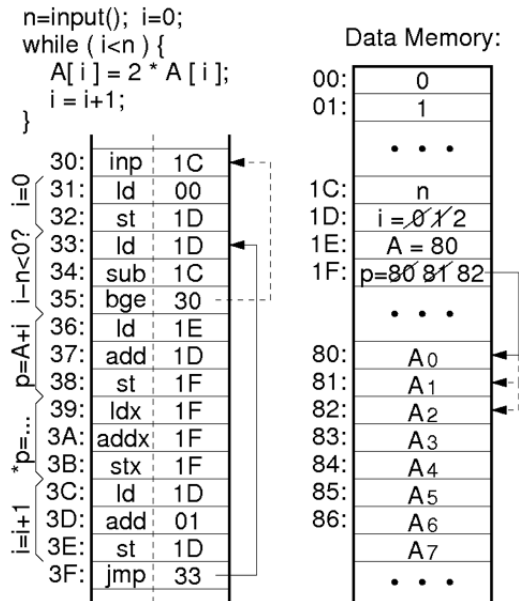 n=input(); i=0;
while ( i<n ) {
A[ i ] = 2 * A [ i ];
i = i+1;
}
30: inp 1C
31: ld 00
32: st 1D
33: ld 1D
34: sub 1C
35: bge 30
36: ld 1E
37: add 1D
38: st 1F
39: ldx 1F
3A: addx 1F
3B: stx 1F
3C: ld 1D
3D: add 01
3E: st 1D
3F: jmp 33
i=0
i−n<0?
p=A+i
*p=...
i=i+1
Data Memory:
00: 0
01: 1
• • •
1C: n
1D: i = 0 1 2
1E: A = 80
1F: p=80 81 82
• • •
80: A0
81: A1
82: A2
83: A3
84: A4
85: A5
86: A6
A7
• • •